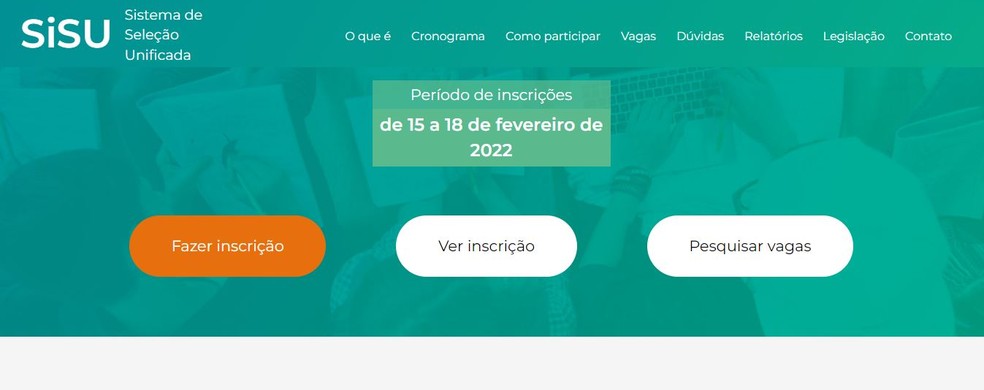 SiSU
Sistema de
Seleção
Unificada
O que é
Cronograma
Como participar
Vagas
Dúvidas
Relatórios
Legislação
Contato
Período de inscrições
de 15 a 18 de fevereiro de
2022
Fazer inscrição
Ver inscrição
Pesquisar vagas